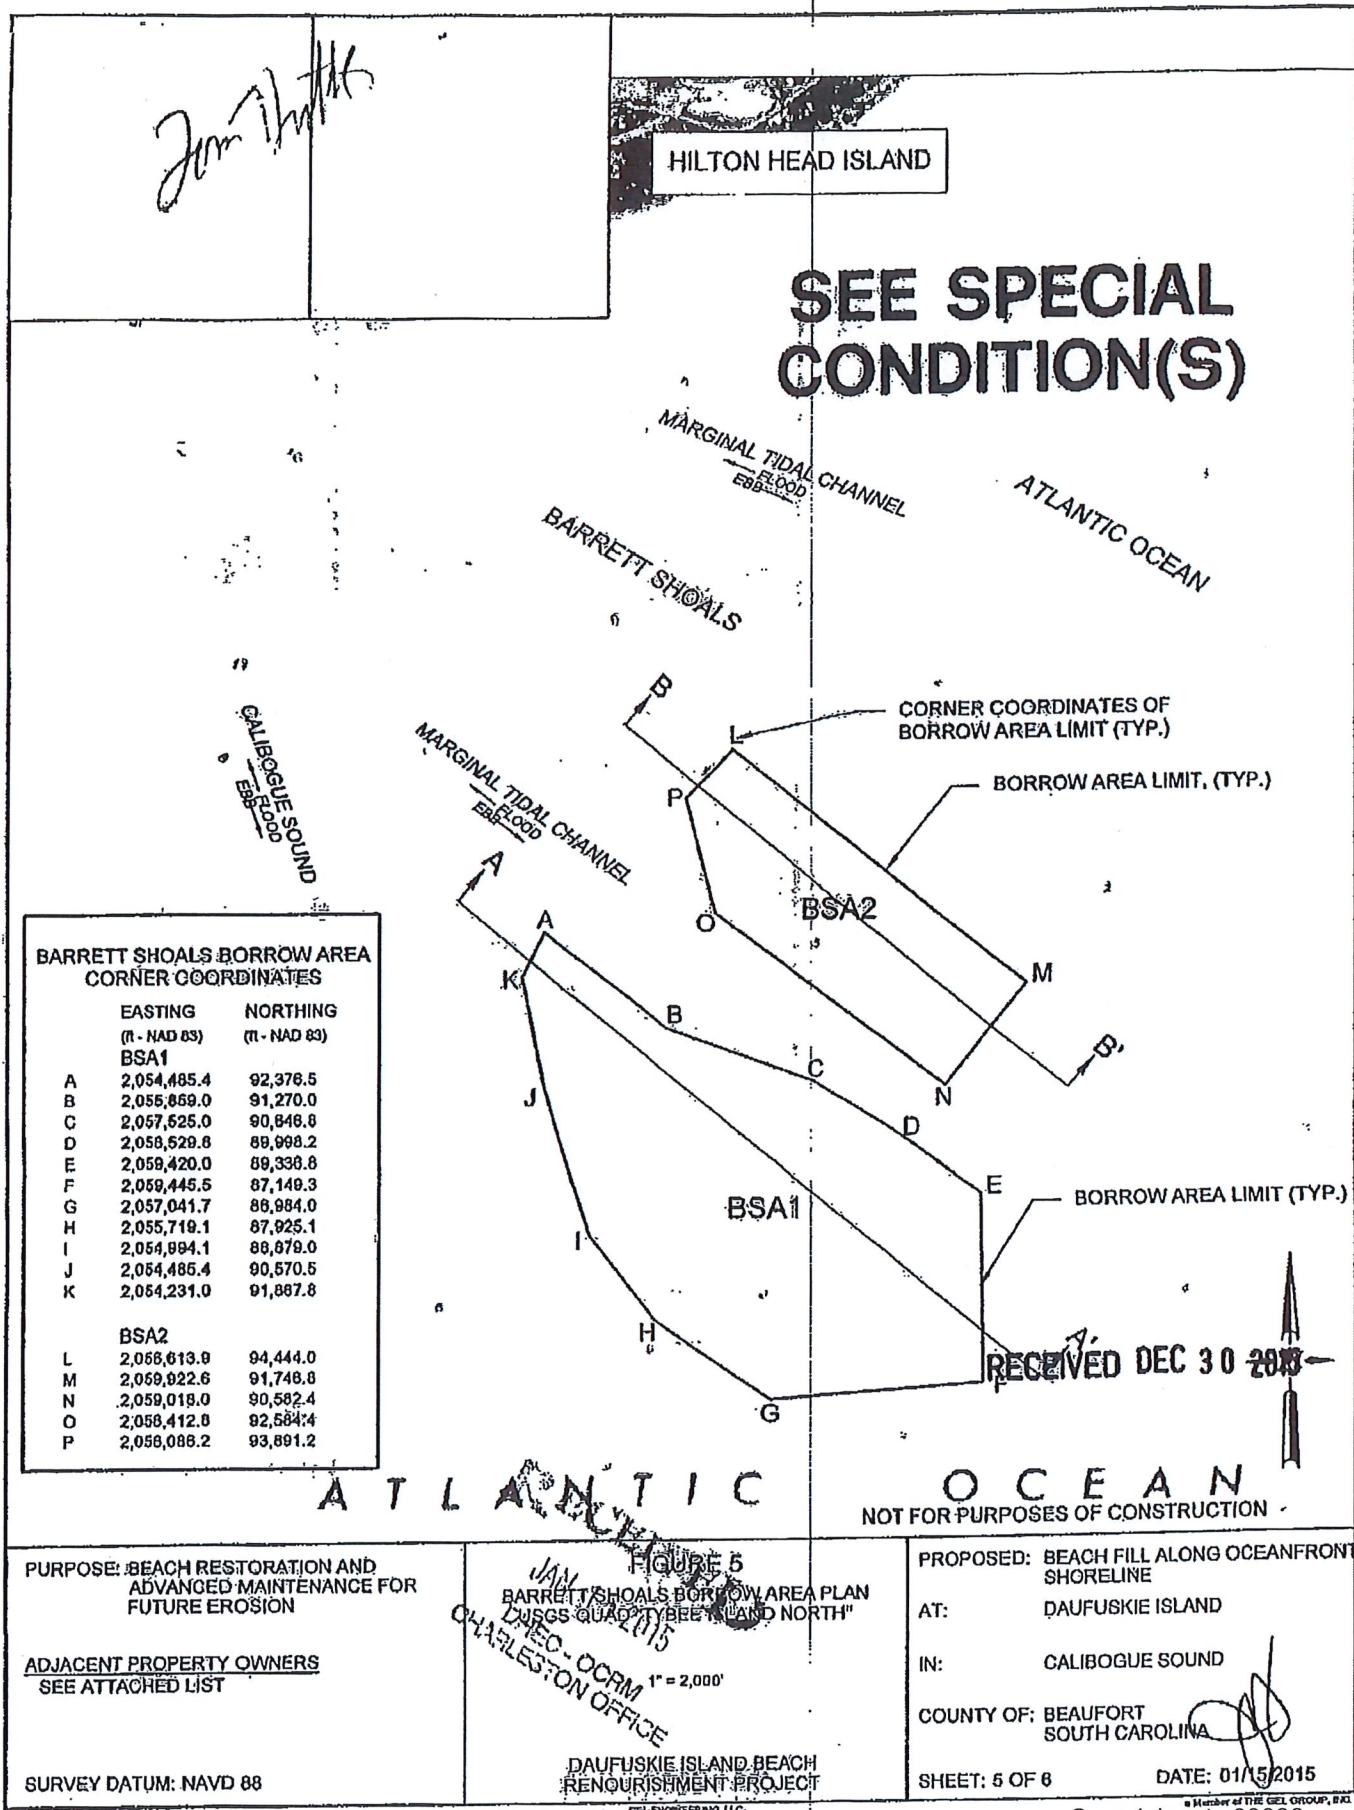 HILTON HEAD ISLAND
SEE SPECIAL
CONDITION(S)
MARGINAL TIDAL CHANNEL
FLOOD
EBB
ATLANTIC OCEAN
BARRETT SHOALS
CALIBOGUE SOUND
FLOOD
EBB
MARGINAL TIDAL CHANNEL
FLOOD
EBB
B
L
CORNER COORDINATES OF
BORROW AREA LIMIT (TYP.)
BORROW AREA LIMIT, (TYP.)
P
A
BSA2
O
A
M
K
B
B'
C
N
J
D
E
BSA1
BORROW AREA LIMIT (TYP.)
I
H
A'
F
G
RECEIVED DEC 30
BARRETT SHOALS BORROW AREA
CORNER COORDINATES
EASTING NORTHING
(ft - NAD 83) (ft - NAD 83)
BSA1
A 2,054,485.4 92,376.5
B 2,055,869.0 91,270.0
C 2,057,525.0 90,646.8
D 2,058,529.6 89,998.2
E 2,059,420.0 89,336.8
F 2,059,445.5 87,149.3
G 2,057,041.7 86,984.0
H 2,055,719.1 87,925.1
I 2,054,994.1 88,879.0
J 2,054,485.4 90,570.5
K 2,054,231.0 91,867.8
BSA2
L 2,056,613.9 94,444.0
M 2,059,922.6 91,746.8
N 2,059,018.0 90,582.4
O 2,056,412.8 92,584.4
P 2,056,086.2 93,891.2
ATLANTIC OCEAN
NOT FOR PURPOSES OF CONSTRUCTION
PURPOSE: BEACH RESTORATION AND
ADVANCED MAINTENANCE FOR
FUTURE EROSION
ADJACENT PROPERTY OWNERS
SEE ATTACHED LIST
SURVEY DATUM: NAVD 88
FIGURE 5
BARRETT SHOALS BORROW AREA PLAN
USGS QUAD "TYBEE ISLAND NORTH"
1" = 2,000'
JAN 2015
DHEC - OCRM
CHARLESTON OFFICE
DAUFUSKIE ISLAND BEACH
RENOURISHMENT PROJECT
PROPOSED: BEACH FILL ALONG OCEANFRONT
SHORELINE
AT: DAUFUSKIE ISLAND
IN: CALIBOGUE SOUND
COUNTY OF: BEAUFORT
SOUTH CAROLINA
SHEET: 5 OF 6 DATE: 01/15/2015
a Member of THE GEL GROUP, INC.